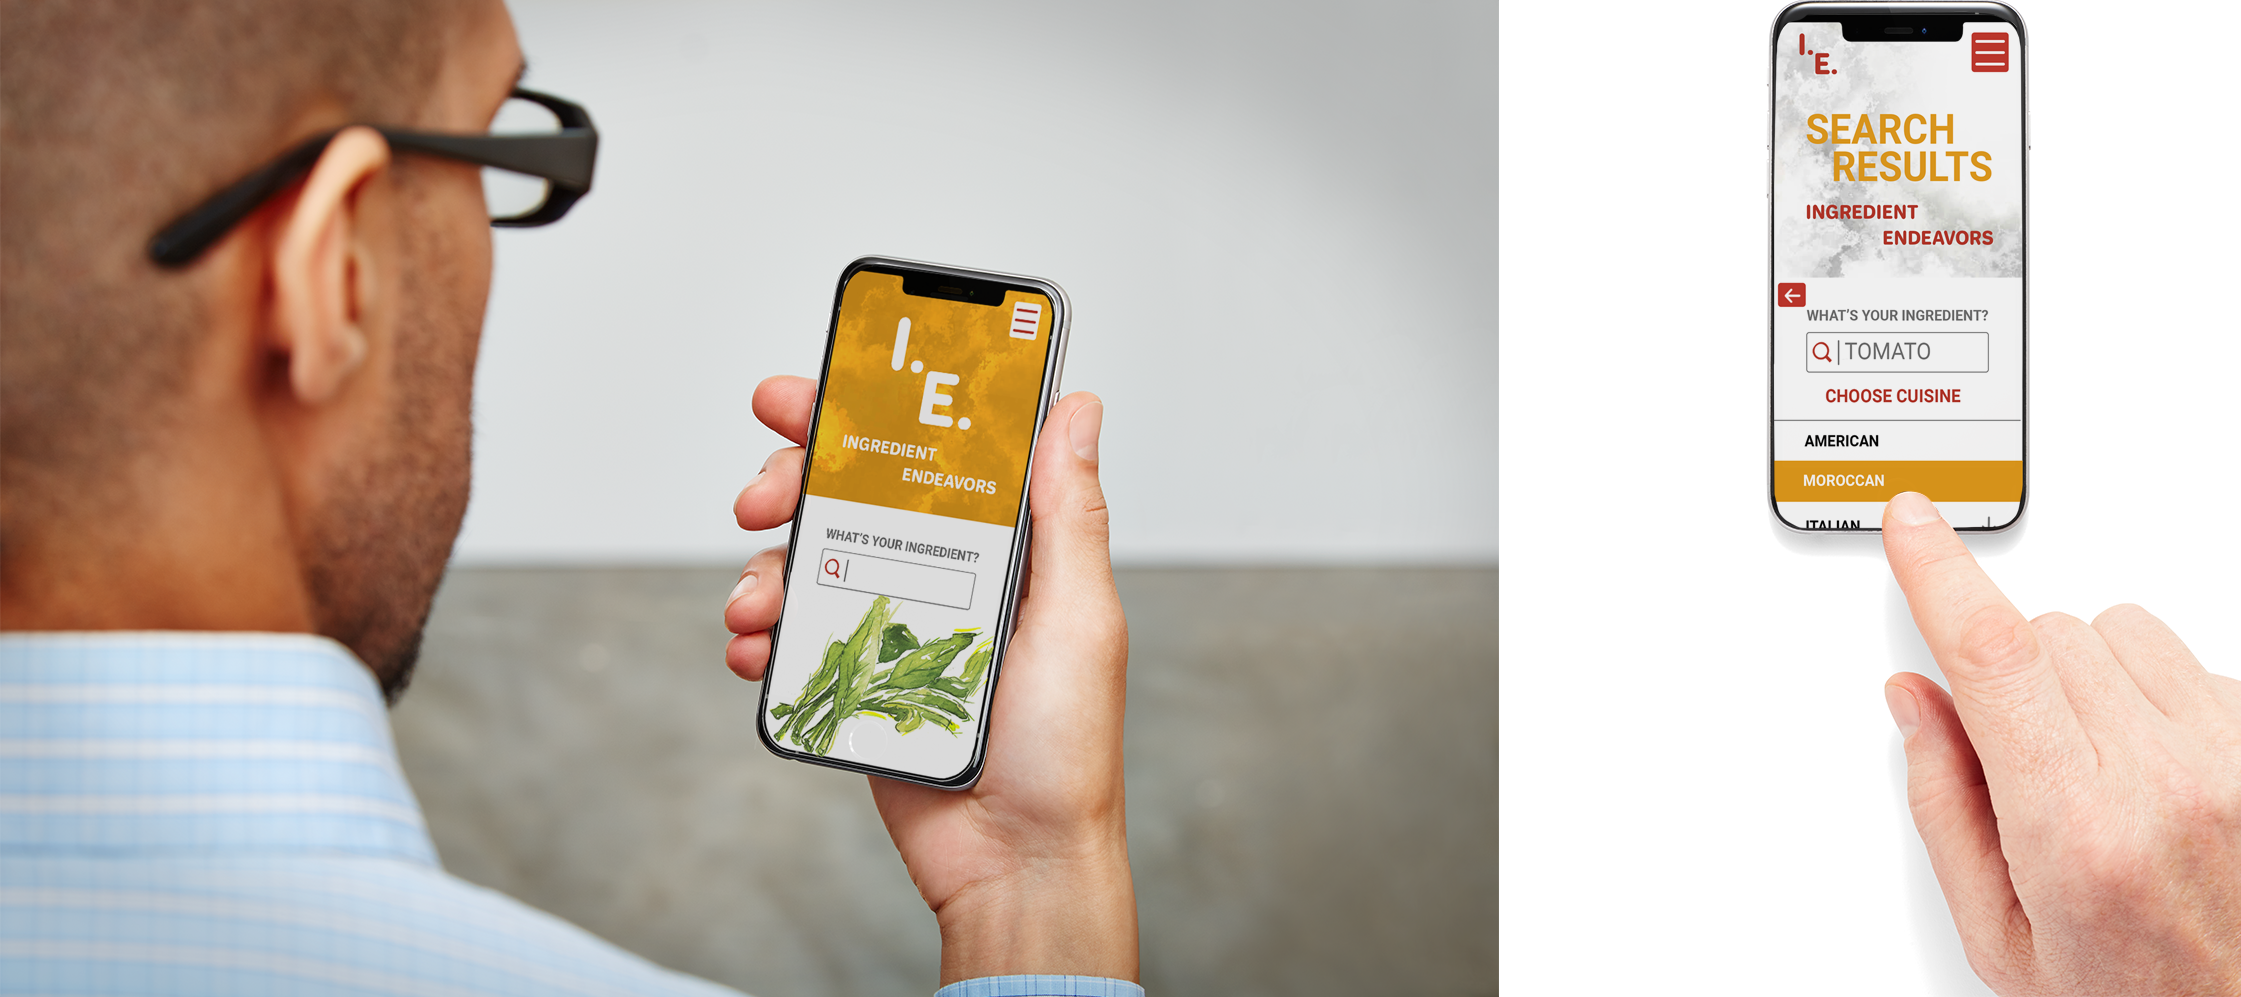 I.
E.
INGREDIENT
ENDEAVORS
WHAT'S YOUR INGREDIENT?
I.
E.
SEARCH
RESULTS
INGREDIENT
ENDEAVORS
WHAT'S YOUR INGREDIENT?
TOMATO
CHOOSE CUISINE
AMERICAN
MOROCCAN
ITALIAN